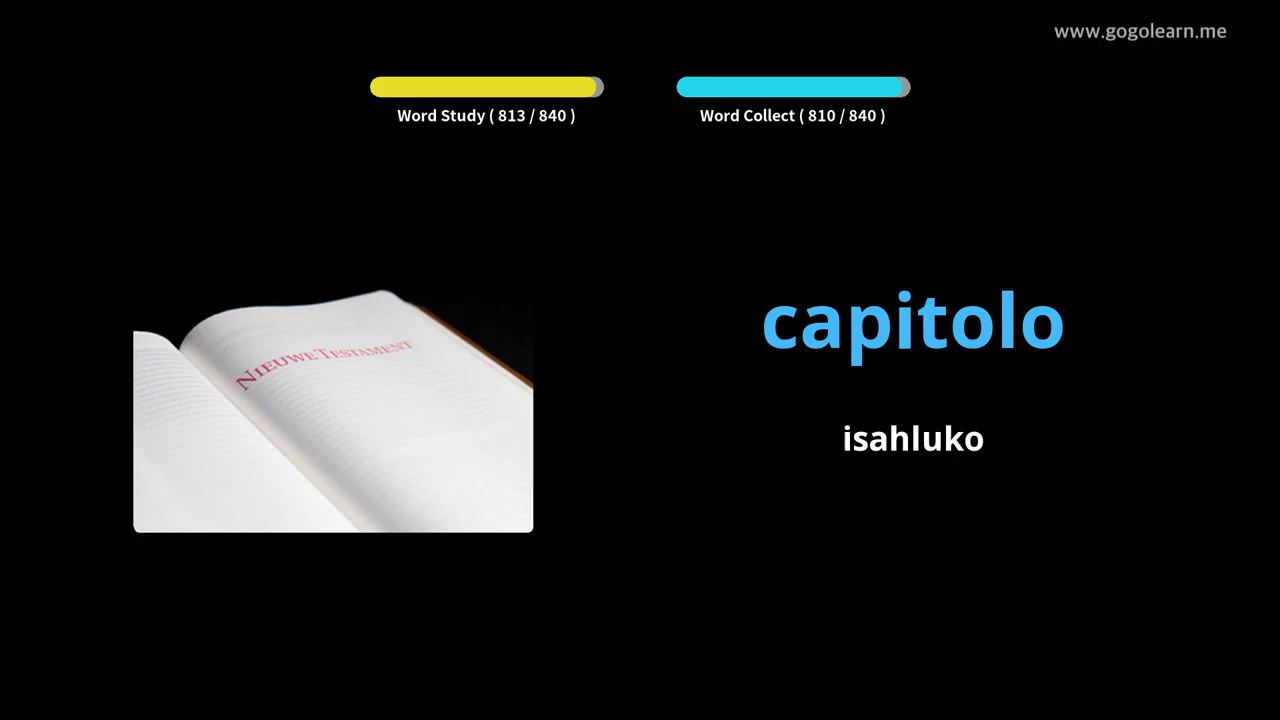 www.gogolearn.me
Word Study ( 813 / 840 )
Word Collect ( 810 / 840 )
NIEUWE TESTAMENT
capitolo
isahluko